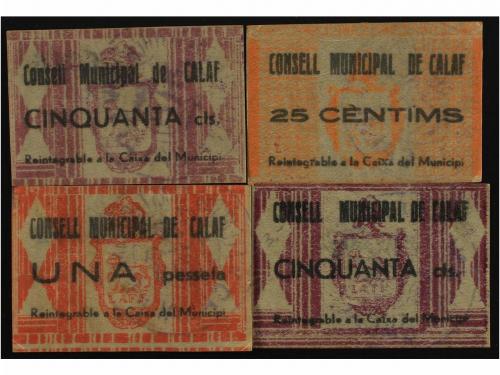 Consell Municipal de CALAF
CINQUANTA cts.
Reintegrable a la Caixa del Municipi
CONSELL MUNICIPAL DE CALAF
25 CÈNTIMS
Reintegrable a la Caixa del Municipi
CONSELL MUNICIPAL DE CALAF
UNA pesseta
Reintegrable a la Caixa del Municipi
CONSELL MUNICIPAL DE CALAF
CINQUANTA cts.
Reintegrable a la Caixa del Municipi